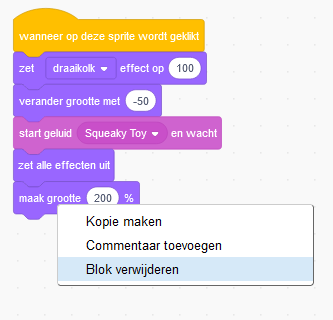 wanneer op deze sprite wordt geklikt
zet draaikolk effect op 100
verander grootte met -50
start geluid Squeaky Toy en wacht
zet alle effecten uit
maak grootte 200 %
Kopie maken
Commentaar toevoegen
Blok verwijderen